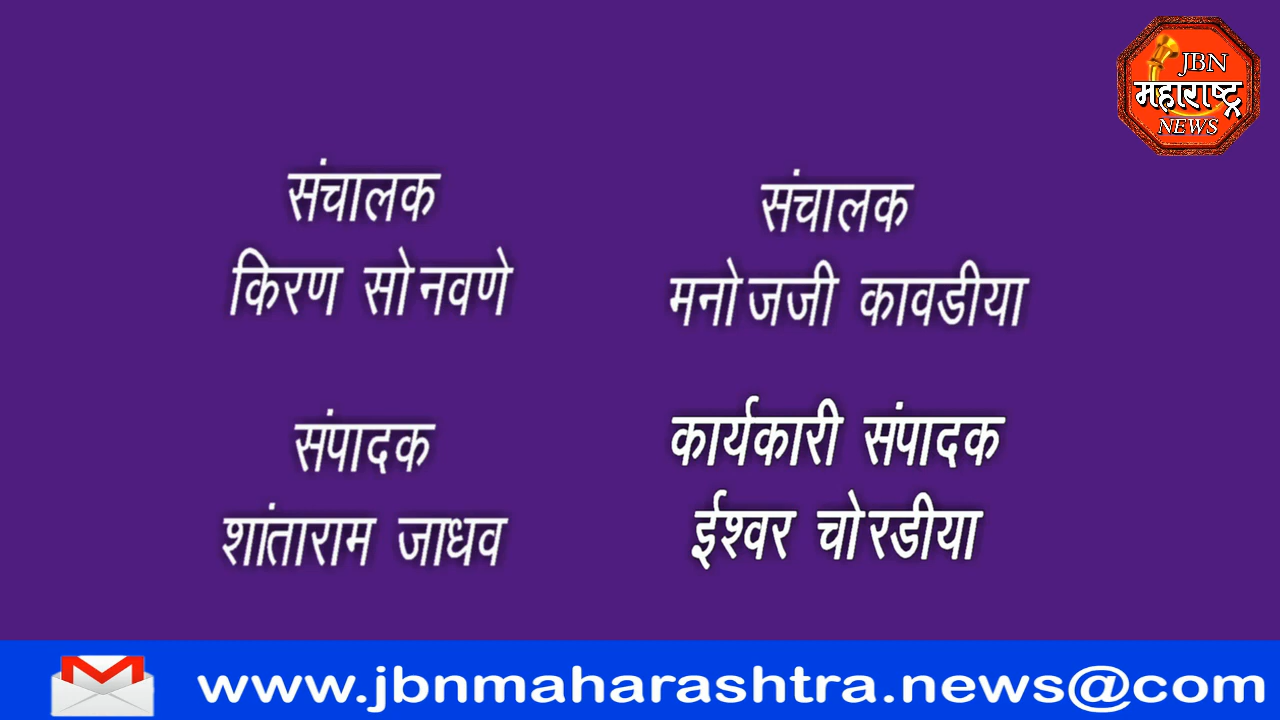 JBN
महाराष्ट्र
NEWS
संचालक
किरण सोनवणे
संचालक
मनोजजी कावडीया
संपादक
शांताराम जाधव
कार्यकारी संपादक
ईश्वर चोरडीया
www.jbnmaharashtra.news@com